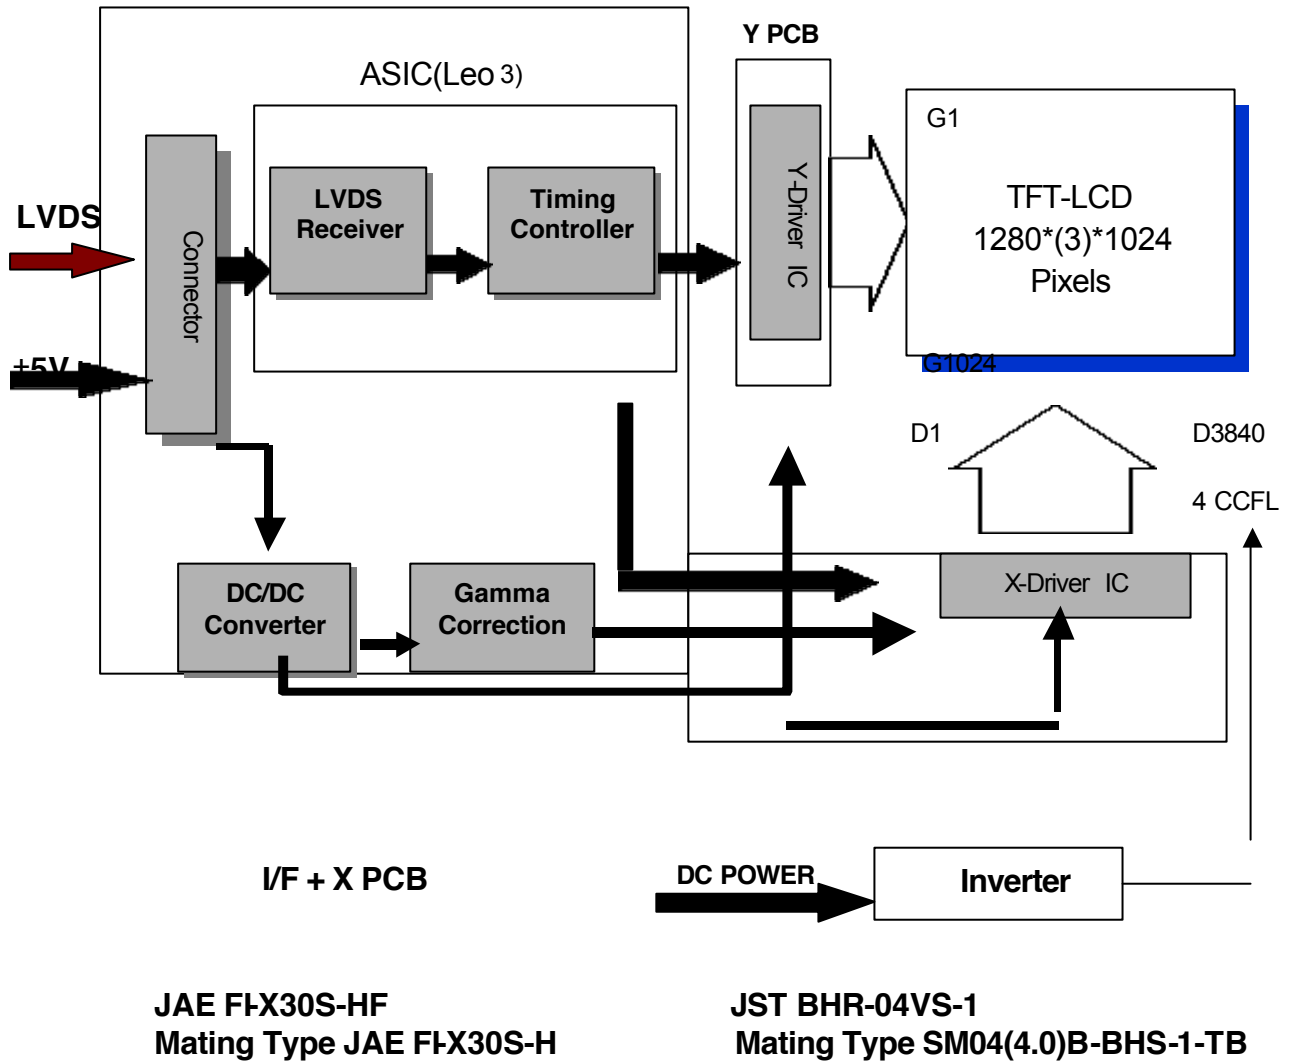 Y PCB
ASIC(Leo 3)
G1
LVDS
Connector
LVDS
Receiver
Timing
Controller
Y-Driver IC
TFT-LCD
1280*(3)*1024
Pixels
+5V
G1024
D1
D3840
4 CCFL
DC/DC
Converter
Gamma
Correction
X-Driver IC
I/F + X PCB
DC POWER
Inverter
JAE FI-X30S-HF
Mating Type JAE FI-X30S-H
JST BHR-04VS-1
Mating Type SM04(4.0)B-BHS-1-TB